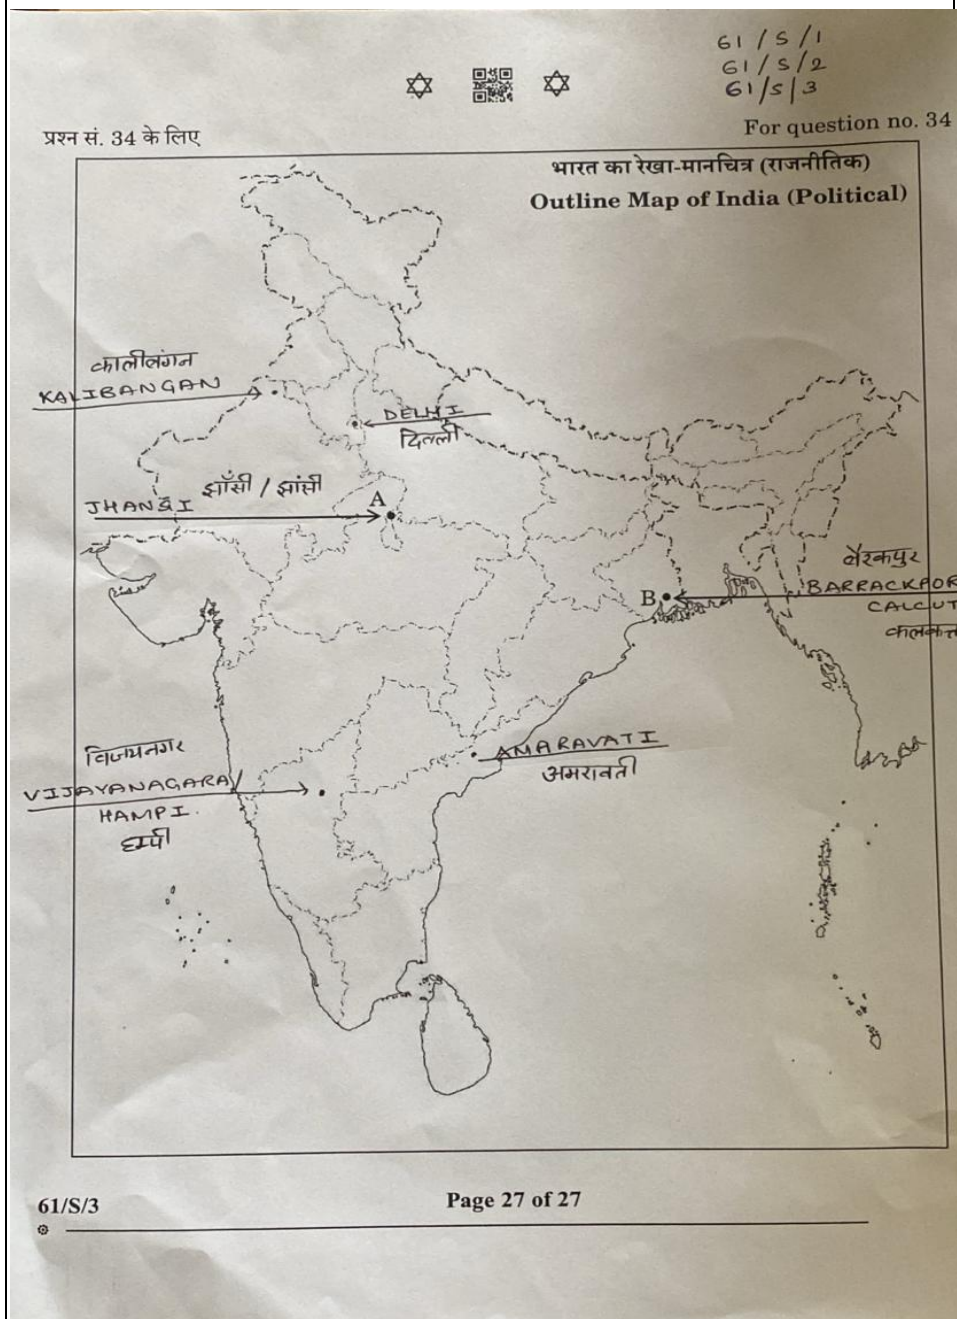 61/S/1
61/S/2
61/S/3
प्रश्न सं. 34 के लिए
For question no. 34
भारत का रेखा-मानचित्र (राजनीतिक)
Outline Map of India (Political)
कालीबंगन
KALIBANGAN
DELHI
दिल्ली
झाँसी / झांसी
JHANSI
A
बैरकपुर
B
BARRACKPOR
CALCUT
कलकत्त
AMARAVATI
अमरावती
विजयनगर
VIJAYANAGARA/
HAMPI.
हम्पी
61/S/3
Page 27 of 27